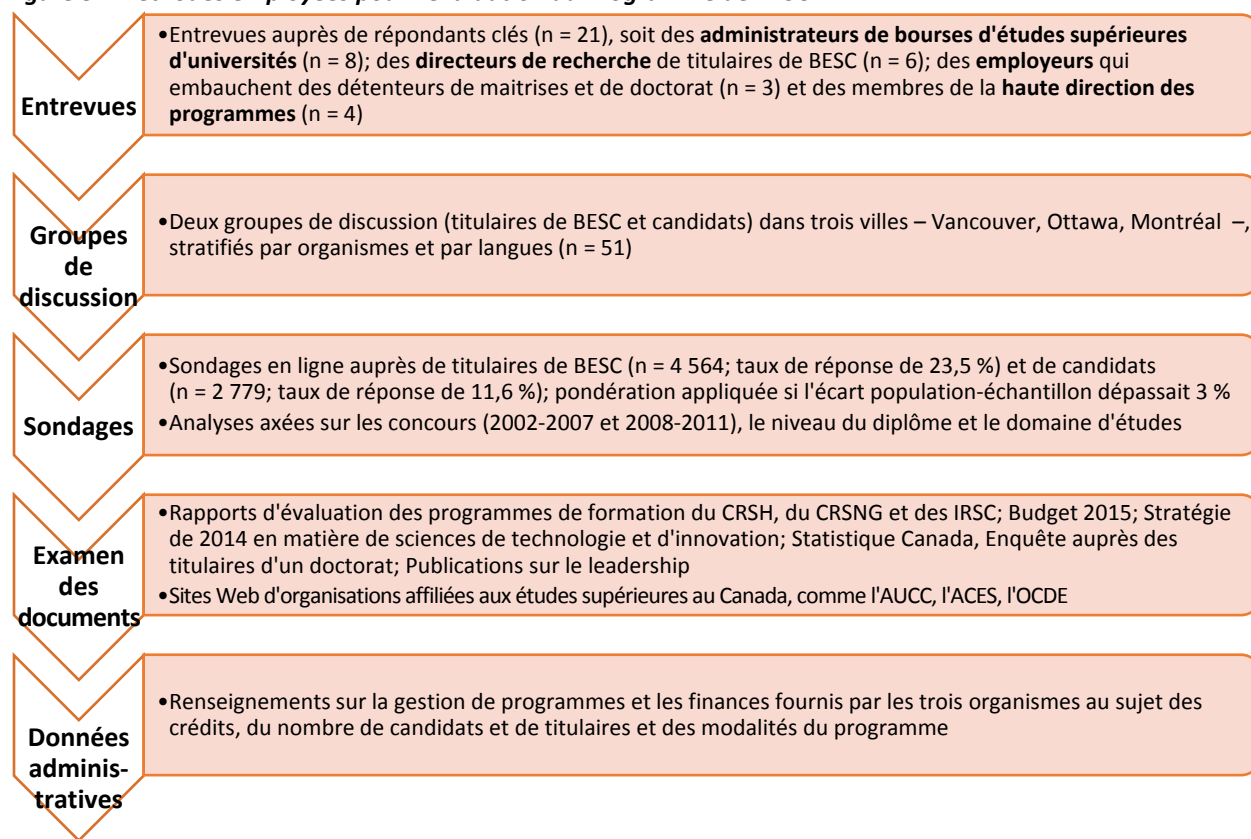 Entrevues
•Entrevues auprès de répondants clés (n = 21), soit des administrateurs de bourses d'études supérieures
d'universités (n = 8); des directeurs de recherche de titulaires de BESC (n = 6); des employeurs qui
embauchent des détenteurs de maitrises et de doctorat (n = 3) et des membres de la haute direction des
programmes (n = 4)
Groupes
de
discussion
•Deux groupes de discussion (titulaires de BESC et candidats) dans trois villes – Vancouver, Ottawa, Montréal –,
stratifiés par organismes et par langues (n = 51)
Sondages
•Sondages en ligne auprès de titulaires de BESC (n = 4 564; taux de réponse de 23,5 %) et de candidats
(n = 2 779; taux de réponse de 11,6 %); pondération appliquée si l'écart population-échantillon dépassait 3 %
•Analyses axées sur les concours (2002-2007 et 2008-2011), le niveau du diplôme et le domaine d'études
Examen
des
documents
•Rapports d'évaluation des programmes de formation du CRSH, du CRSNG et des IRSC; Budget 2015; Stratégie
de 2014 en matière de sciences de technologie et d'innovation; Statistique Canada, Enquête auprès des
titulaires d'un doctorat; Publications sur le leadership
•Sites Web d'organisations affiliées aux études supérieures au Canada, comme l'AUCC, l'ACES, l'OCDE
Données
adminis-
tratives
•Renseignements sur la gestion de programmes et les finances fournis par les trois organismes au sujet des
crédits, du nombre de candidats et de titulaires et des modalités du programme